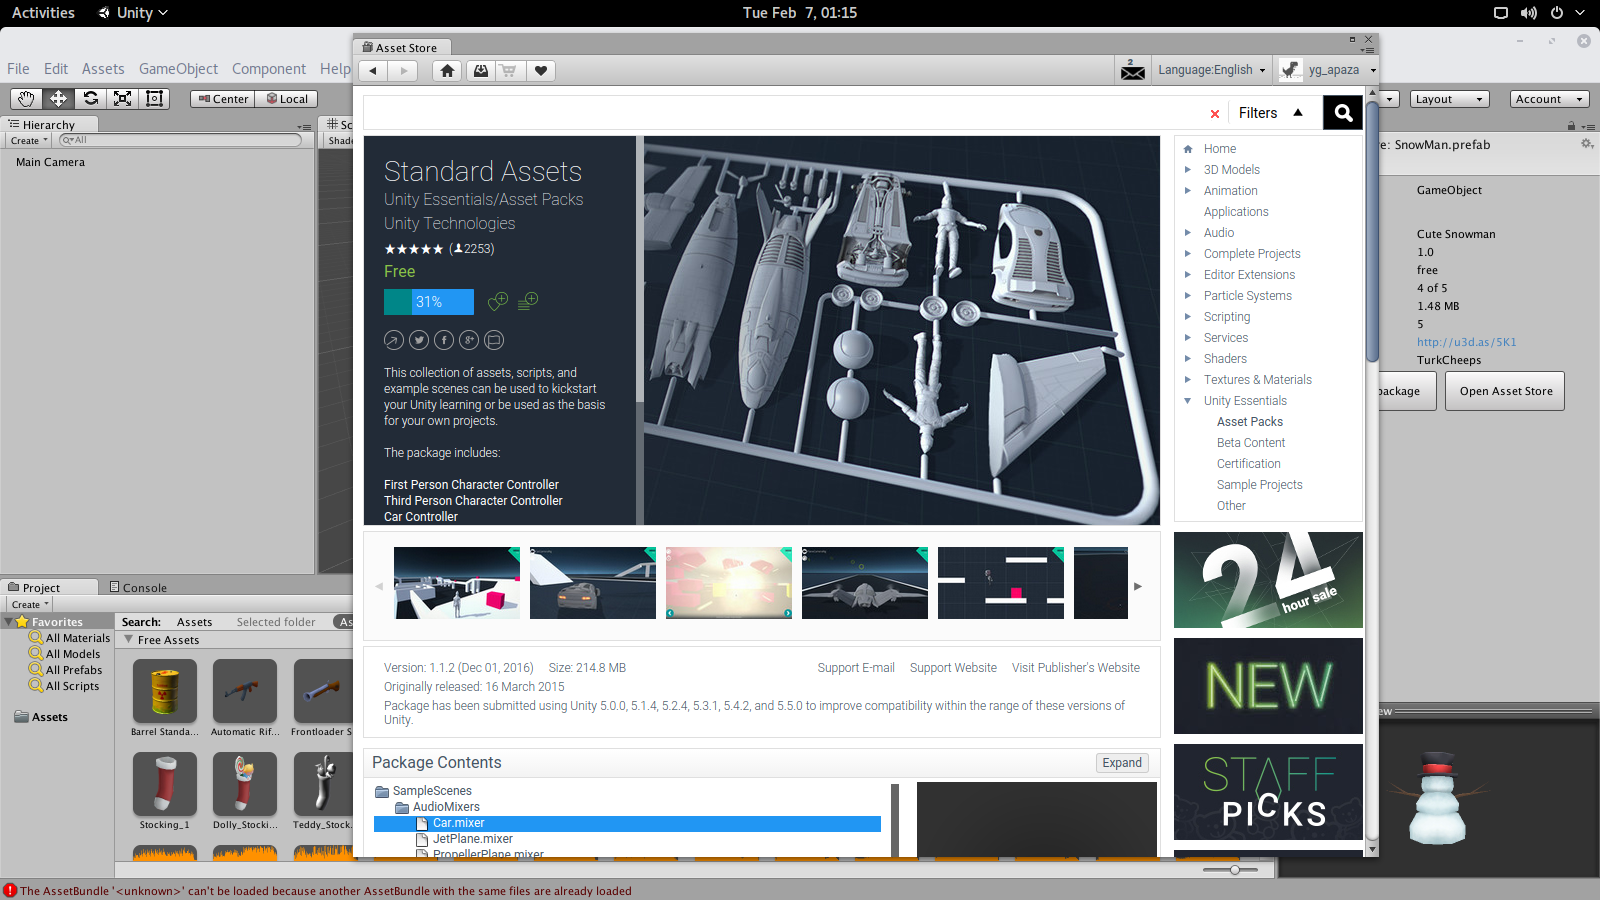 Activities
Unity
Tue Feb 7, 01:15
Asset Store
File Edit Assets GameObject Component Help
2
Language:English
yg_apaza
Center
Local
Layout
Account
Filters
Hierarchy
Create
All
Main Camera
Sc
Shade
Standard Assets
Unity Essentials/Asset Packs
Unity Technologies
(2253)
Free
31%
This collection of assets, scripts, and
example scenes can be used to kickstart
your Unity learning or be used as the basis
for your own projects.
The package includes:
First Person Character Controller
Third Person Character Controller
Car Controller
Home
3D Models
Animation
Applications
Audio
Complete Projects
Editor Extensions
Particle Systems
Scripting
Services
Shaders
Textures & Materials
Unity Essentials
Asset Packs
Beta Content
Certification
Sample Projects
Other
e: SnowMan.prefab
GameObject
Cute Snowman
1.0
free
4 of 5
1.48 MB
5
http://u3d.as/5K1
TurkCheeps
package
Open Asset Store
24
hour sale
NEW
STAFF
PICKS
Version: 1.1.2 (Dec 01, 2016) Size: 214.8 MB
Support E-mail Support Website Visit Publisher's Website
Originally released: 16 March 2015
Package has been submitted using Unity 5.0.0, 5.1.4, 5.2.4, 5.3.1, 5.4.2, and 5.5.0 to improve compatibility within the range of these versions of
Unity.
Package Contents
Expand
SampleScenes
AudioMixers
Car.mixer
JetPlane.mixer
PropellerPlane.mixer
Project
Console
Create
Favorites
All Materials
All Models
All Prefabs
All Scripts
Assets
Search: Assets Selected folder As
Free Assets
Barrel Standa... Automatic Rif... Frontloader S
Stocking_1 Dolly_Stocki... Teddy_Stock.
ew
The AssetBundle '<unknown>' can't be loaded because another AssetBundle with the same files are already loaded